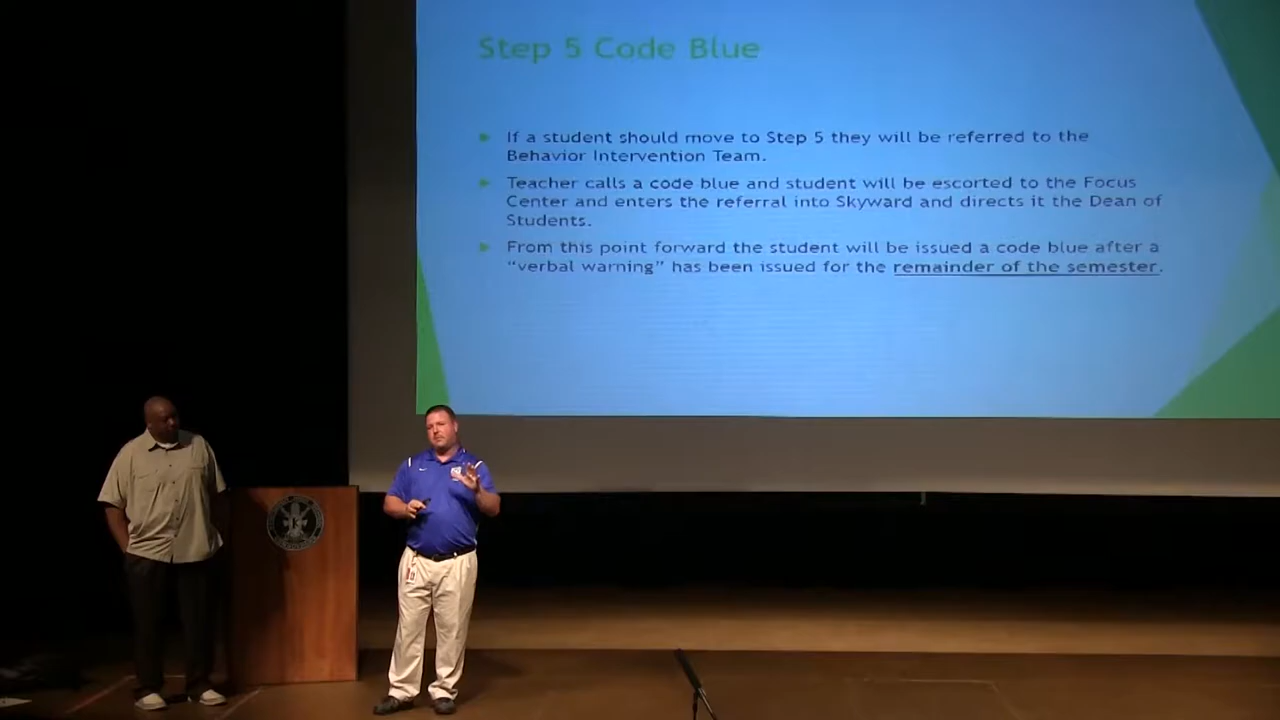 Step 5 Code Blue
If a student should move to Step 5 they will be referred to the
Behavior Intervention Team.
Teacher calls a code blue and student will be escorted to the Focus
Center and enters the referral into Skyward and directs it the Dean of
Students.
From this point forward the student will be issued a code blue after a
“verbal warning” has been issued for the remainder of the semester.